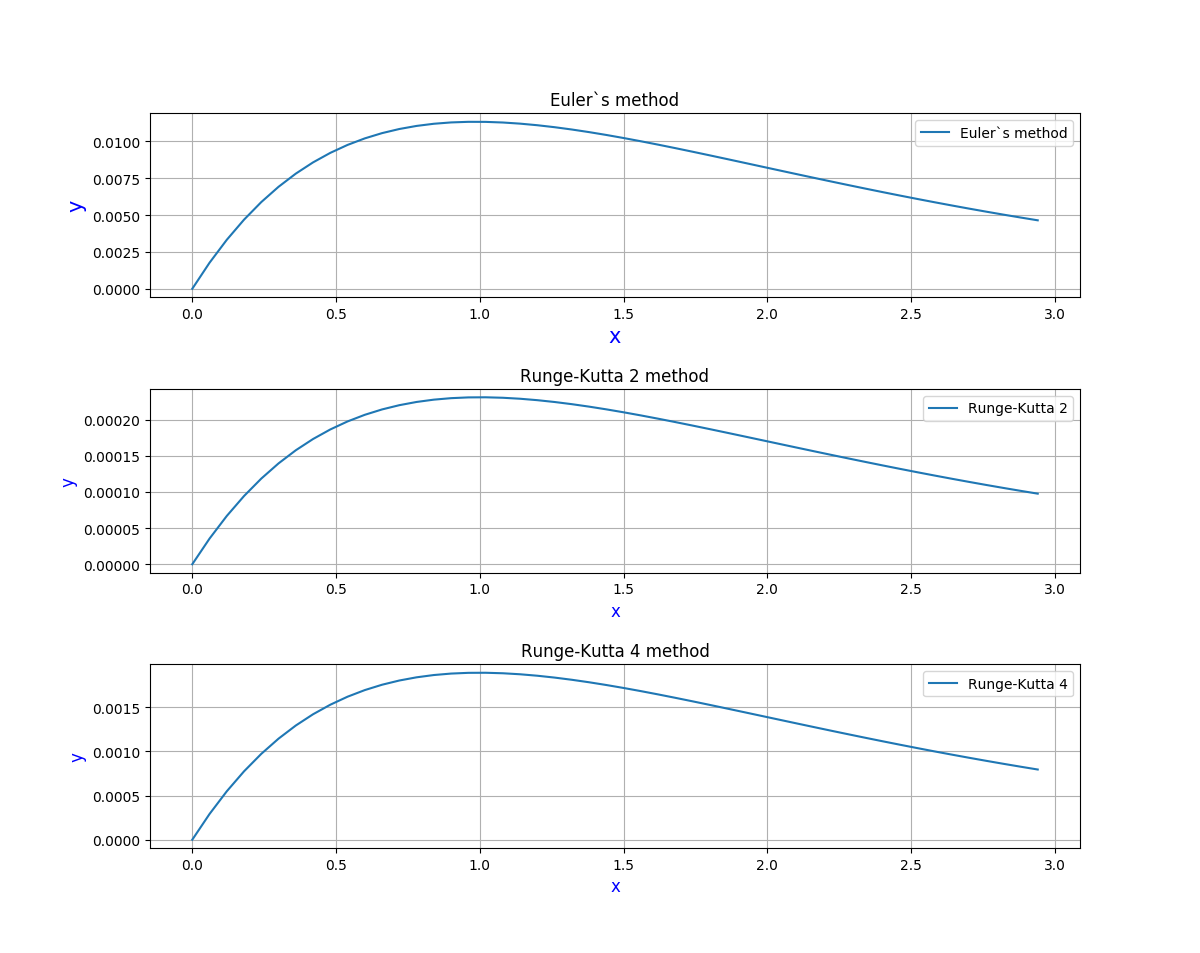 Euler`s method
Euler`s method
0.0100
0.0075
0.0050
0.0025
0.0000
y
0.0 0.5 1.0 1.5 2.0 2.5 3.0
x
Runge-Kutta 2 method
Runge-Kutta 2
0.00020
0.00015
0.00010
0.00005
0.00000
y
0.0 0.5 1.0 1.5 2.0 2.5 3.0
x
Runge-Kutta 4 method
Runge-Kutta 4
0.0015
0.0010
0.0005
0.0000
y
0.0 0.5 1.0 1.5 2.0 2.5 3.0
x